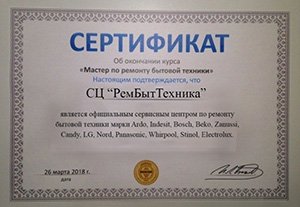 СЕРТИФИКАТ
Об окончании курса
«Мастер по ремонту бытовой техники»
Настоящим подтверждается, что
СЦ "РемБытТехника"
является официальным сервисным центром по ремонту
бытовой техники марки Ardo, Indesit, Bosch, Beko, Zanussi,
Candy, LG, Nord, Panasonic, Whirpool, Stinol, Electrolux.
26 марта 2018 г.
дата